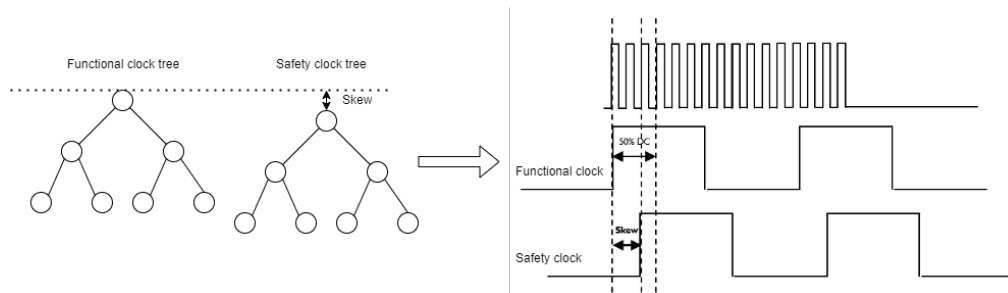 Functional clock tree
Safety clock tree
Skew
50% DC
Functional clock
Skew
Safety clock